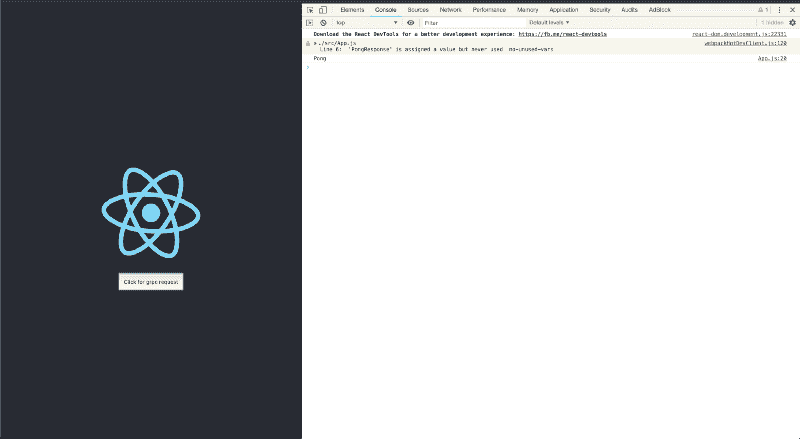 Elements Console Sources Network Performance Memory Application Security Audits AdBlock 1
top Filter Default levels 1 hidden
Download the React DevTools for a better development experience: https://fb.me/react-devtools react-dom.development.js:22331
./src/App.js webpackHotDevClient.js:120
Line 6: 'PongResponse' is assigned a value but never used no-unused-vars
Pong App.js:20
Click for grpc request